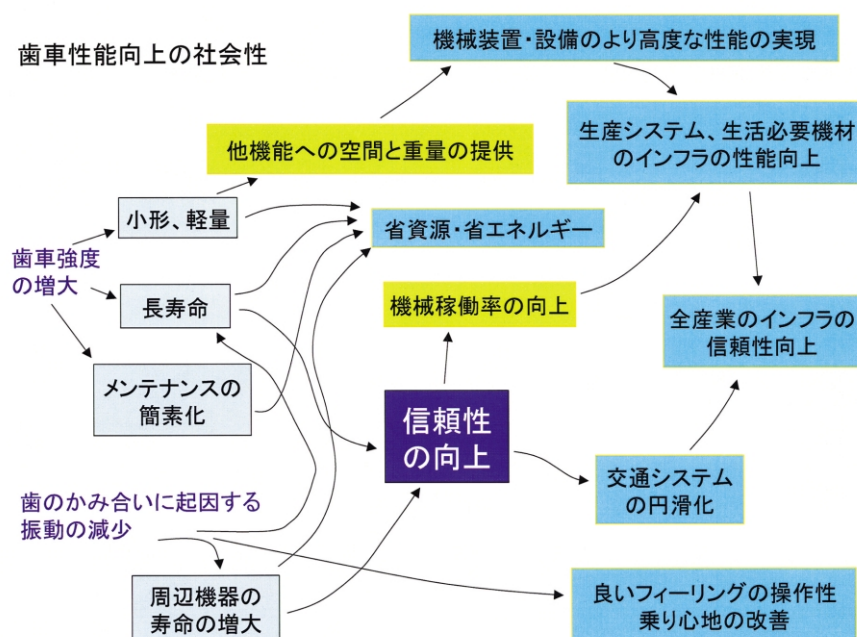 歯車性能向上の社会性
機械装置・設備のより高度な性能の実現
他機能への空間と重量の提供
生産システム、生活必要機材
のインフラの性能向上
小形、軽量
省資源・省エネルギー
歯車強度
の増大
長寿命
機械稼働率の向上
全産業のインフラの
信頼性向上
メンテナンスの
簡素化
信頼性
の向上
交通システム
の円滑化
歯のかみ合いに起因する
振動の減少
周辺機器の
寿命の増大
良いフィーリングの操作性
乗り心地の改善